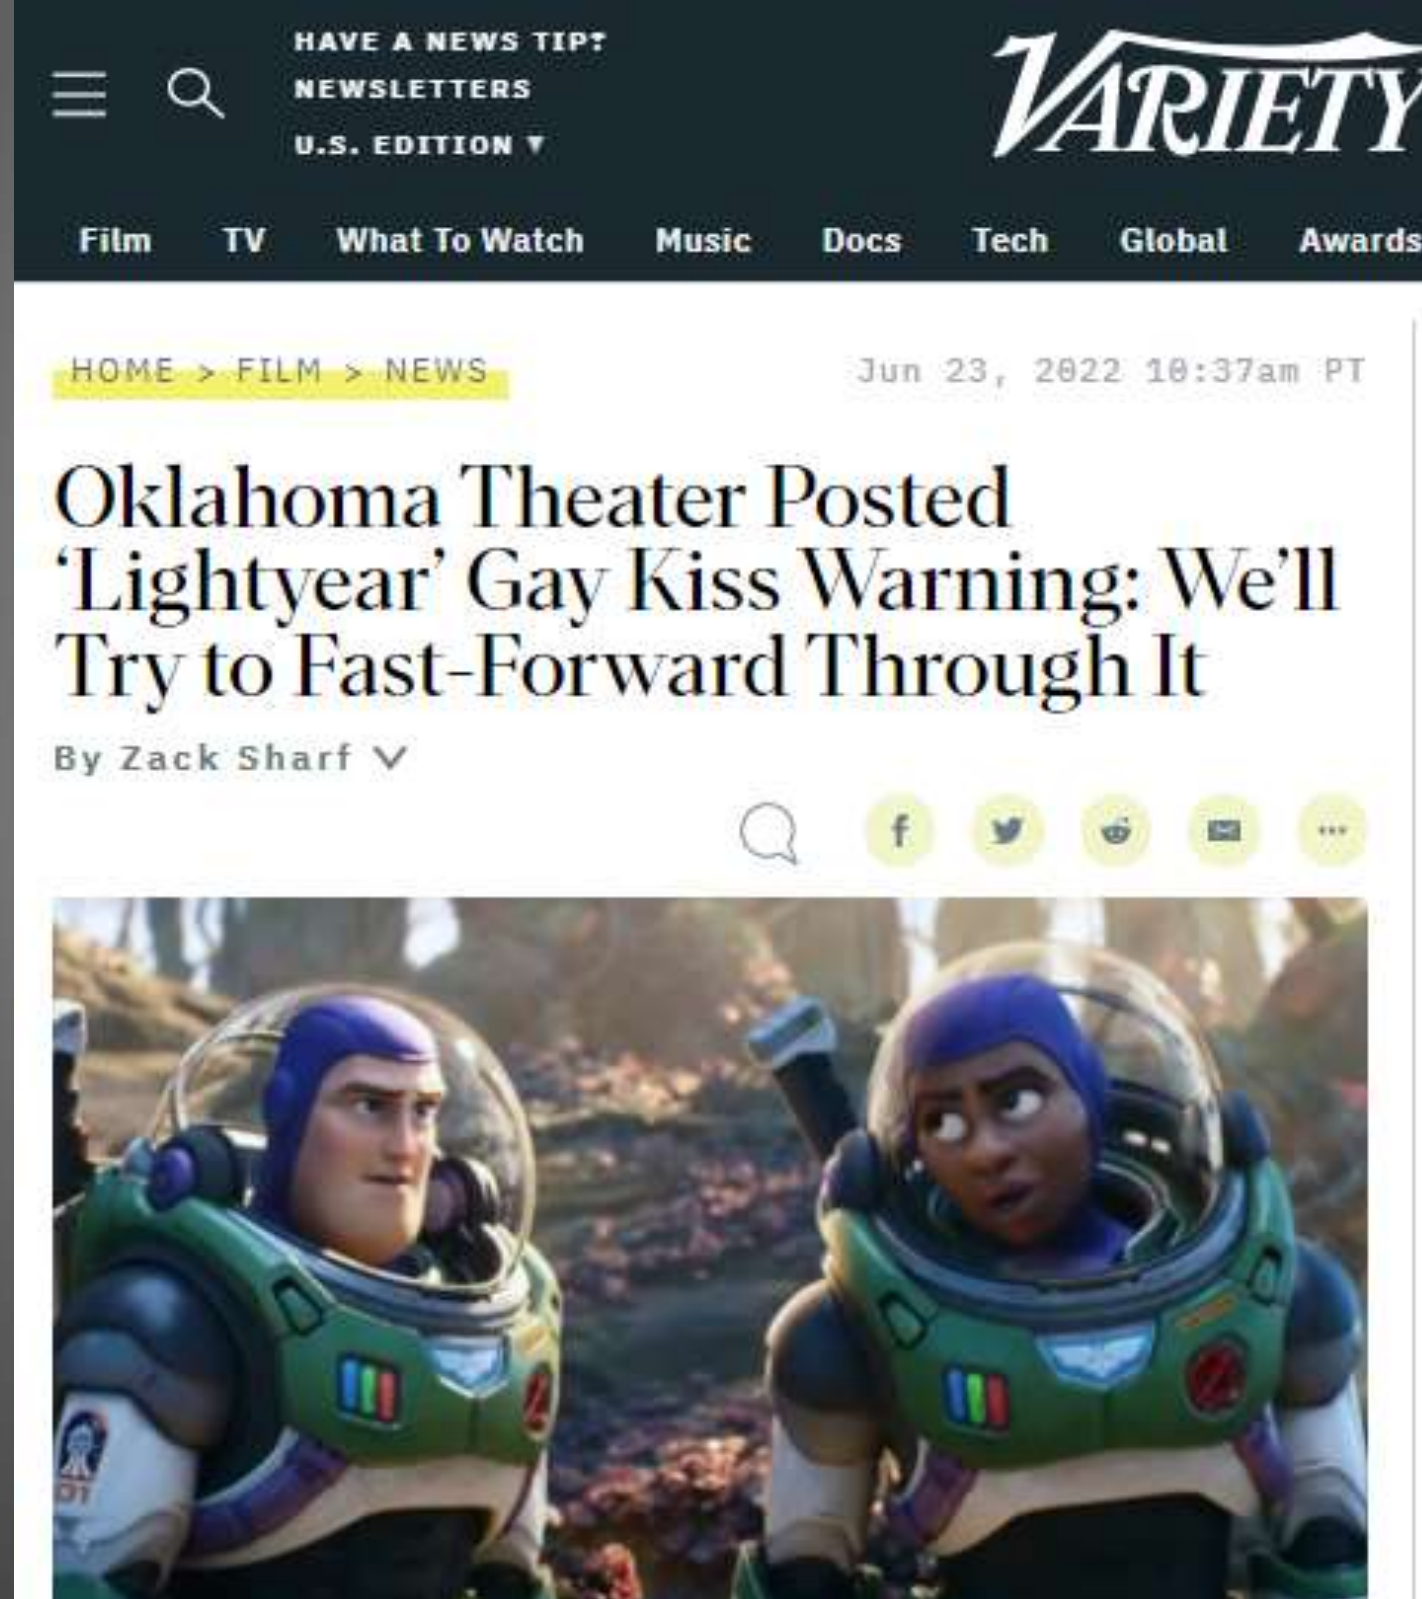 HAVE A NEWS TIP?
NEWSLETTERS
U.S. EDITION ▼
VARIETY
Film TV What To Watch Music Docs Tech Global Awards
HOME > FILM > NEWS
Jun 23, 2022 10:37am PT
Oklahoma Theater Posted
‘Lightyear’ Gay Kiss Warning: We’ll
Try to Fast-Forward Through It
By Zack Sharf
01